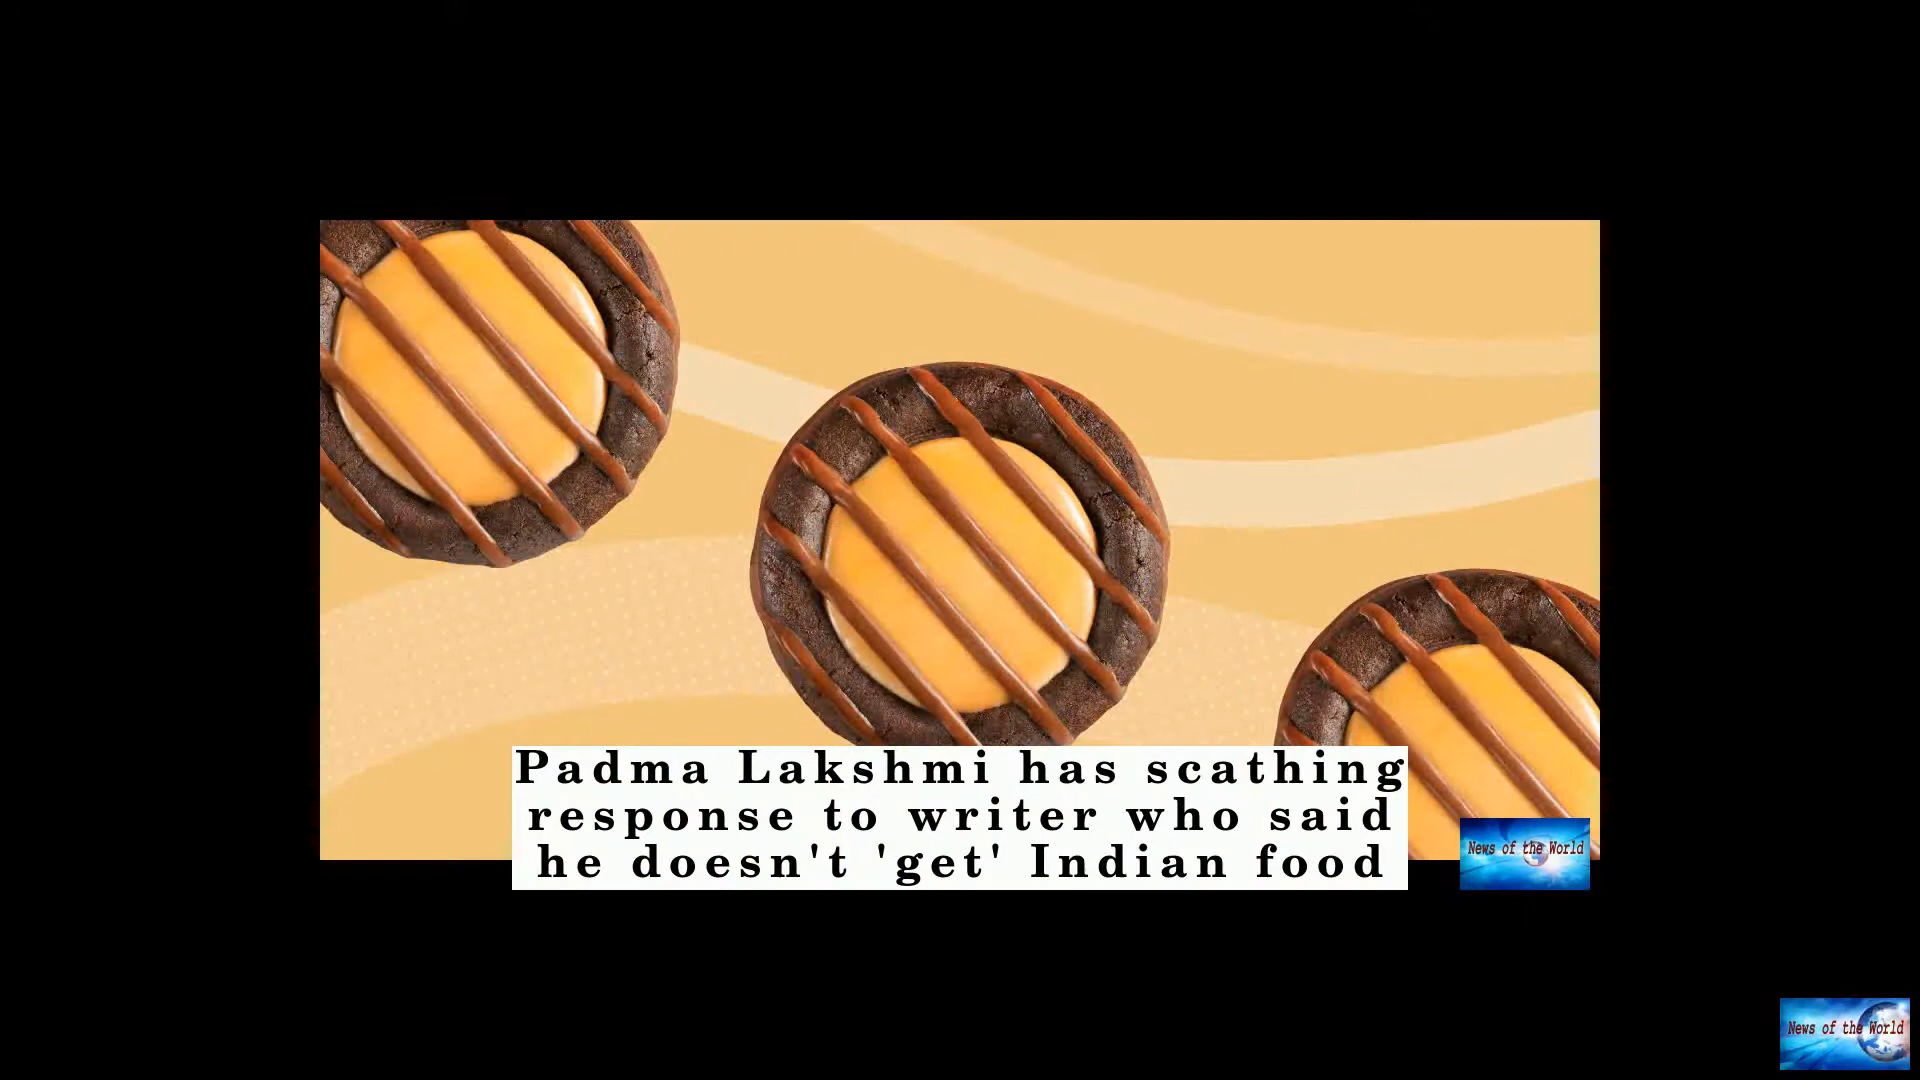 Padma Lakshmi has scathing
response to writer who said
he doesn't 'get' Indian food
News of the World
News of the World